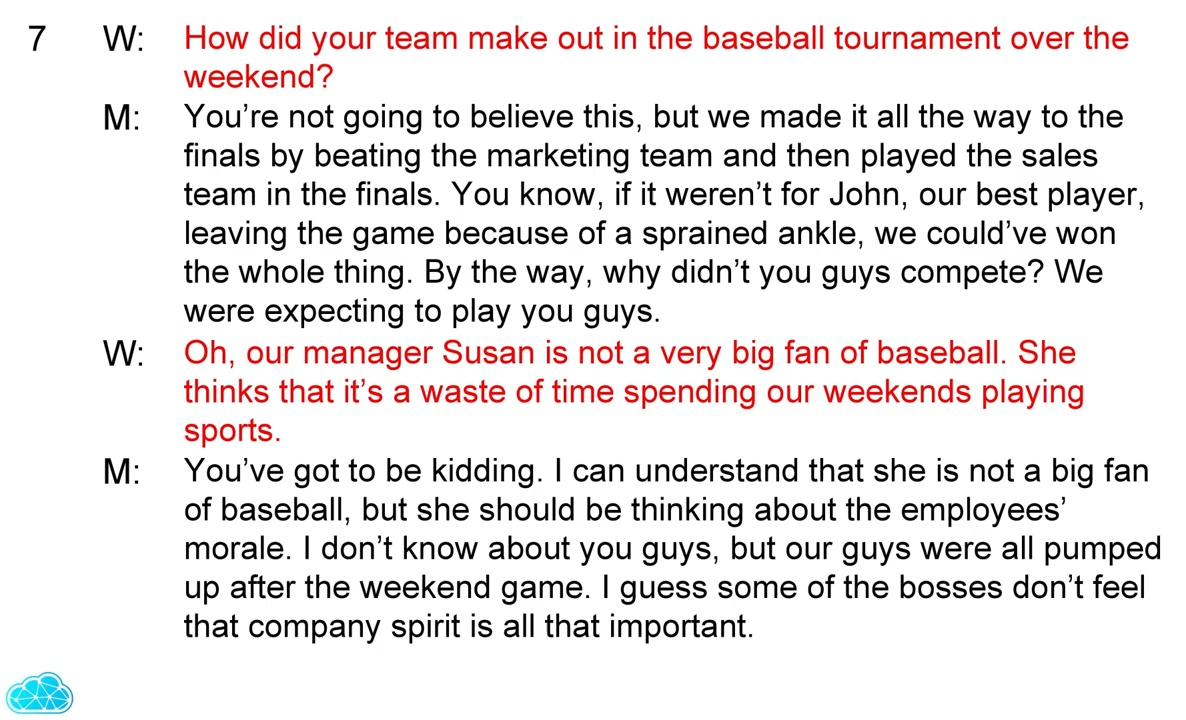 7 W: How did your team make out in the baseball tournament over the
weekend?
M: You’re not going to believe this, but we made it all the way to the
finals by beating the marketing team and then played the sales
team in the finals. You know, if it weren’t for John, our best player,
leaving the game because of a sprained ankle, we could’ve won
the whole thing. By the way, why didn’t you guys compete? We
were expecting to play you guys.
W: Oh, our manager Susan is not a very big fan of baseball. She
thinks that it’s a waste of time spending our weekends playing
sports.
M: You’ve got to be kidding. I can understand that she is not a big fan
of baseball, but she should be thinking about the employees’
morale. I don’t know about you guys, but our guys were all pumped
up after the weekend game. I guess some of the bosses don’t feel
that company spirit is all that important.